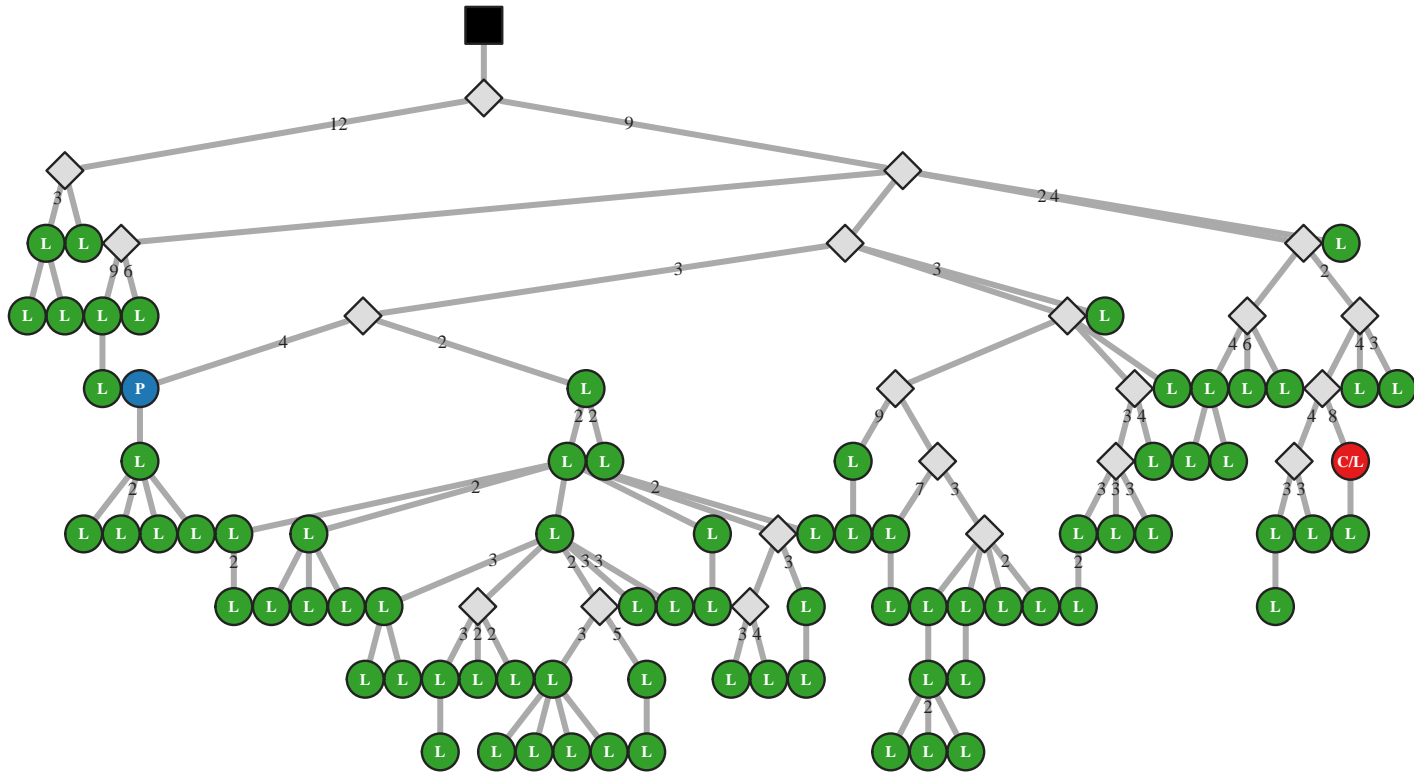 12 9
3 2 4
L L L
9 6 3 3 2
L L L L L
4 2 4 6 4 3
L P L L L L L L L
2 2 9 3 4 4 8
L L L L L L L C/L
2 2 2 7 3 3 3 3 3 3
L L L L L L L L L L L L L L L L L L
2 3 2 3 3 3 2 2
L L L L L L L L L L L L L L L L L
3 2 2 3 5 3 4
L L L L L L L L L L L L
2
L L L L L L L L L